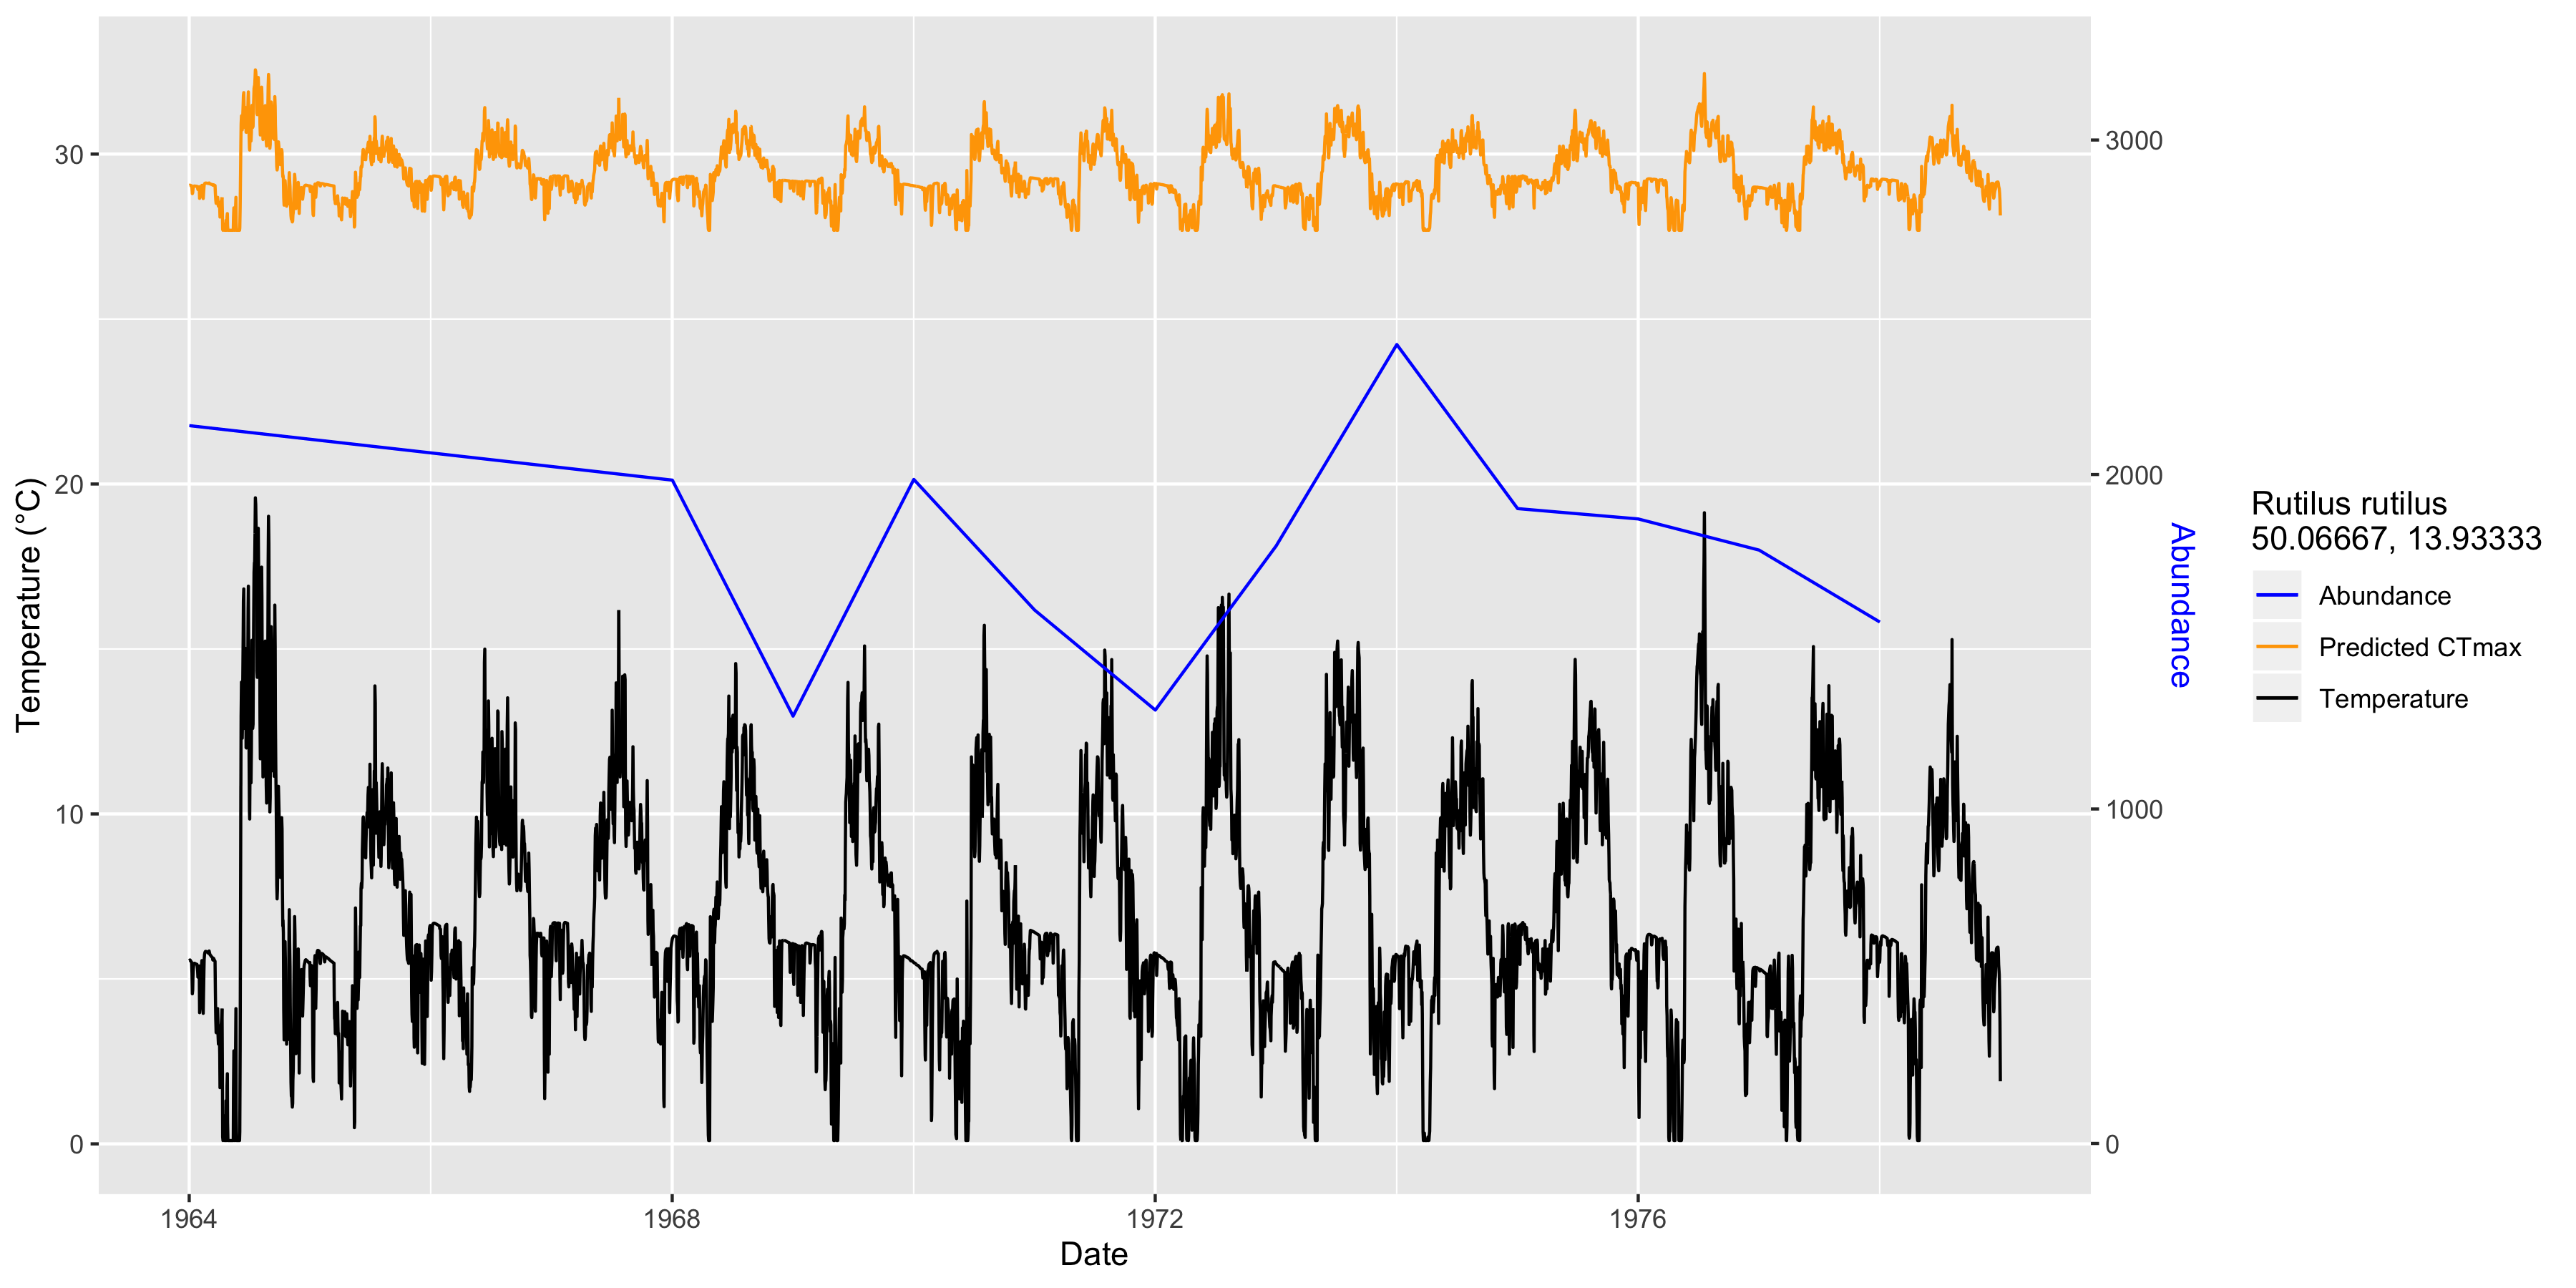 30
20
10
0
Temperature (°C)
3000
2000
1000
0
Abundance
1964
1968
1972
1976
Date
Rutilus rutilus
50.06667, 13.93333
Abundance
Predicted CTmax
Temperature